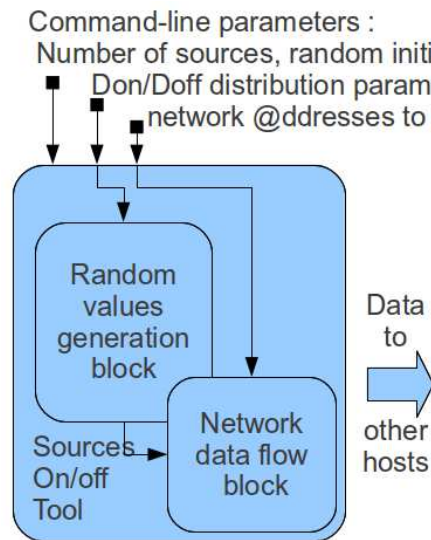 Command-line parameters :
Number of sources, random initi
Don/Doff distribution param
network @ddresses to
Random
values
generation
block
Data
to
other
hosts
Network
data flow
block
Sources
On/off
Tool